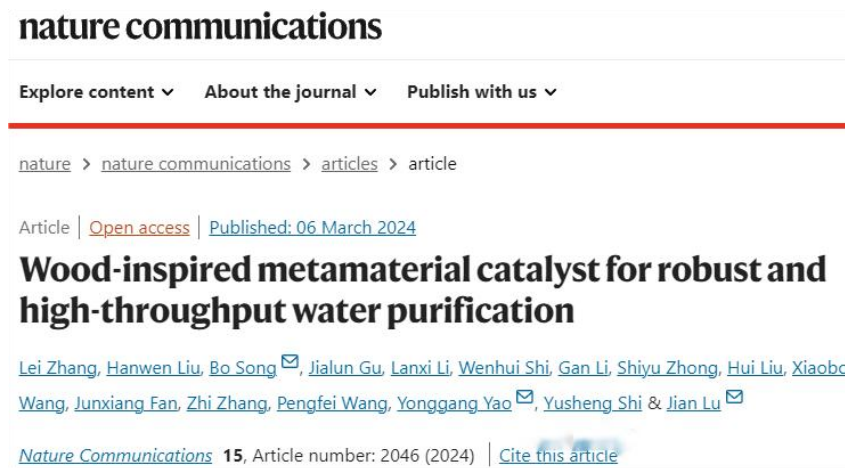 nature communications
Explore content About the journal Publish with us
nature > nature communications > articles > article
Article | Open access | Published: 06 March 2024
Wood-inspired metamaterial catalyst for robust and
high-throughput water purification
Lei Zhang, Hanwen Liu, Bo Song, Jialun Gu, Lanxi Li, Wenhui Shi, Gan Li, Shiyu Zhong, Hui Liu,
Wang, Junxiang Fan, Zhi Zhang, Pengfei Wang, Yonggang Yao, Yusheng Shi & Jian Lu
Nature Communications 15, Article number: 2046 (2024) | Cite this article